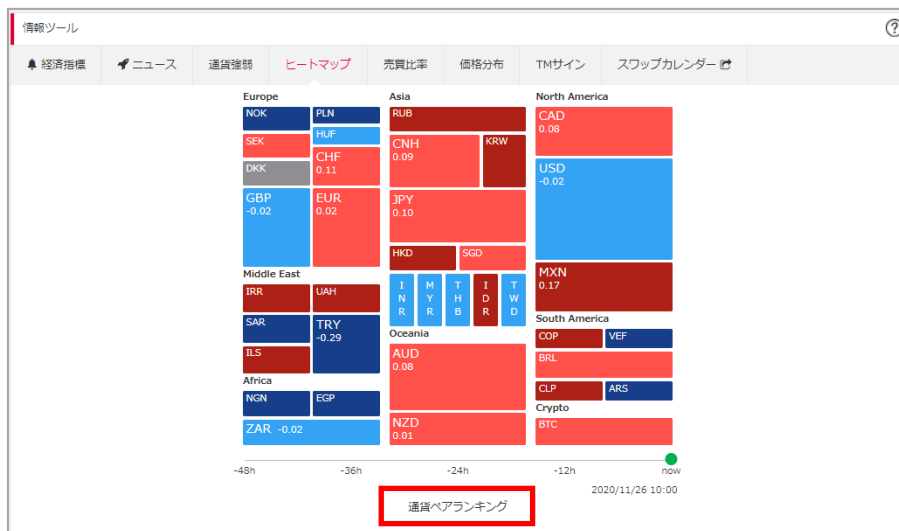 情報ツール
経済指標 ニュース 通貨強弱 ヒートマップ 売買比率 価格分布 TMサイン スワップカレンダー
Europe
NOK
PLN
SEK
HUF
DKK
CHF
0.11
GBP
-0.02
EUR
0.02
Middle East
IRR
UAH
SAR
TRY
-0.29
ILS
Africa
NGN
EGP
ZAR -0.02
Asia
RUB
CNH
0.09
KRW
JPY
0.10
HKD
SGD
INR
MYR
THB
IDR
TWD
Oceania
AUD
0.08
NZD
0.01
North America
CAD
0.08
USD
-0.02
MXN
0.17
South America
COP
VEF
BRL
CLP
ARS
Crypto
BTC
-48h -36h -24h -12h now
2020/11/26 10:00
通貨ペアランキング